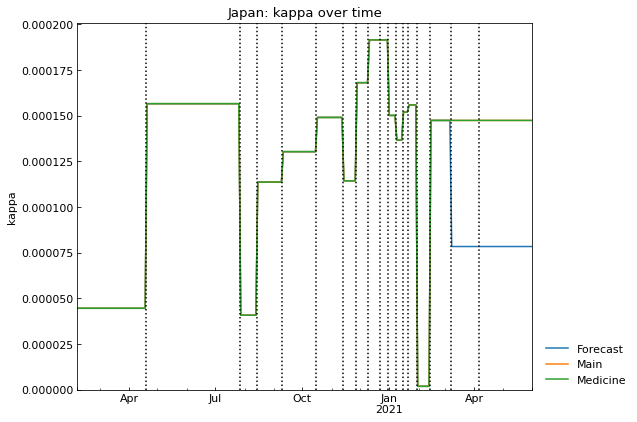 Japan: kappa over time
0.000200
0.000175
0.000150
0.000125
0.000100
0.000075
0.000050
0.000025
0.000000
kappa
Apr
Jul
Oct
Jan
2021
Apr
Forecast
Main
Medicine